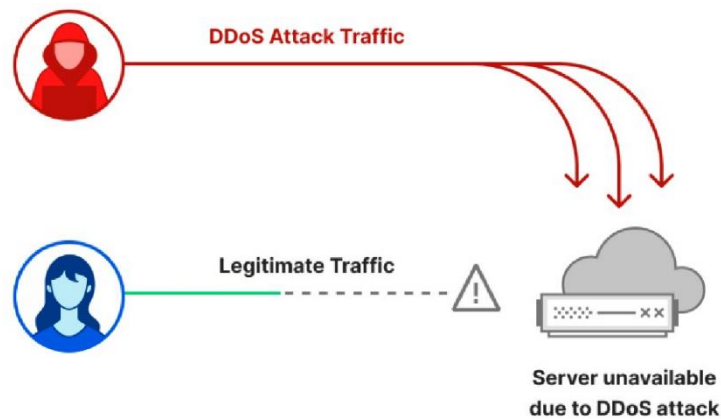 DDoS Attack Traffic
Legitimate Traffic
Server unavailable
due to DDoS attack